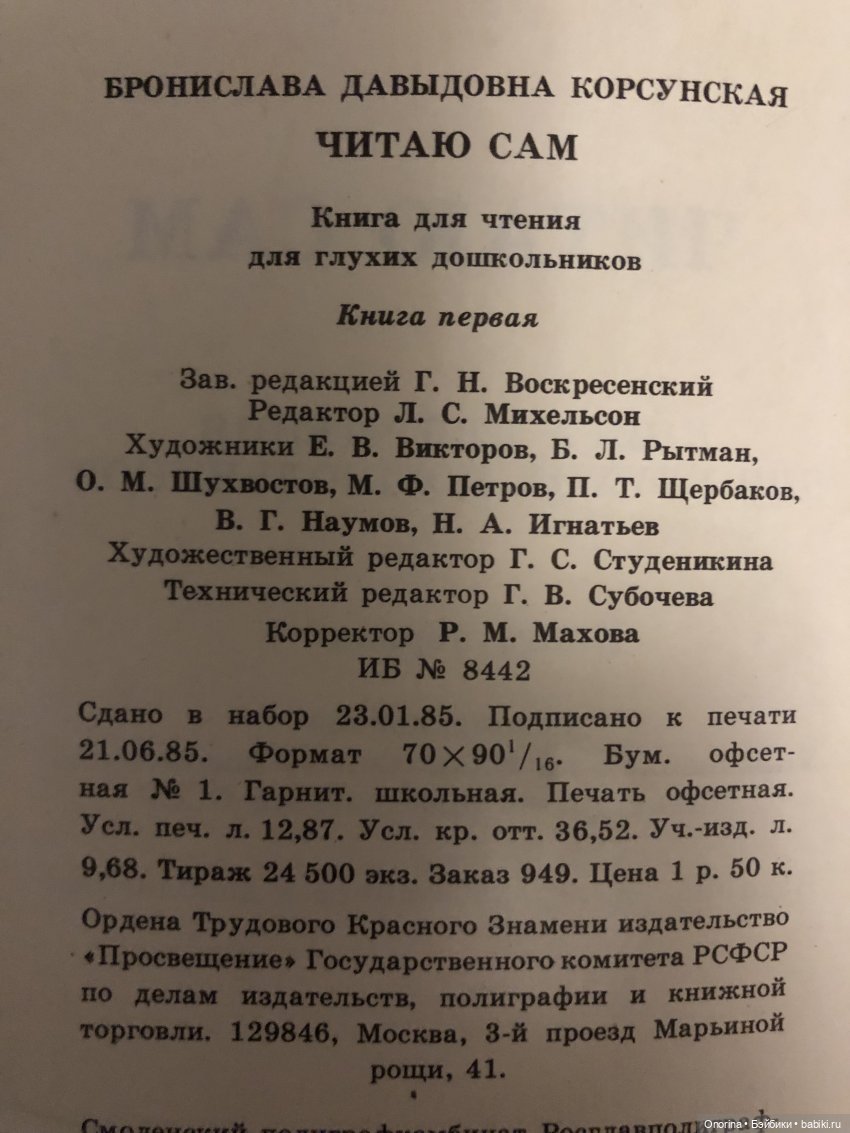 БРОНИСЛАВА ДАВЫДОВНА КОРСУНСКАЯ
ЧИТАЮ САМ
Книга для чтения
для глухих дошкольников
Книга первая
Зав. редакцией Г. Н. Воскресенский
Редактор Л. С. Михельсон
Художники Е. В. Викторов, Б. Л. Рытман,
О. М. Шухвостов, М. Ф. Петров, П. Т. Щербаков,
В. Г. Наумов, Н. А. Игнатьев
Художественный редактор Г. С. Студеникина
Технический редактор Г. В. Субочева
Корректор Р. М. Махова
ИБ № 8442
Сдано в набор 23.01.85. Подписано к печати
21.06.85. Формат 70×90¹/₁₆. Бум. офсет-
ная № 1. Гарнит. школьная. Печать офсетная.
Усл. печ. л. 12,87. Усл. кр. отт. 36,52. Уч.-изд. л.
9,68. Тираж 24 500 экз. Заказ 949. Цена 1 р. 50 к.
Ордена Трудового Красного Знамени издательство
«Просвещение» Государственного комитета РСФСР
по делам издательств, полиграфии и книжной
торговли. 129846, Москва, 3-й проезд Марьиной
рощи, 41.
Смоленский полиграфкомбинат
Onorina • Бэйбики • babiki.ru